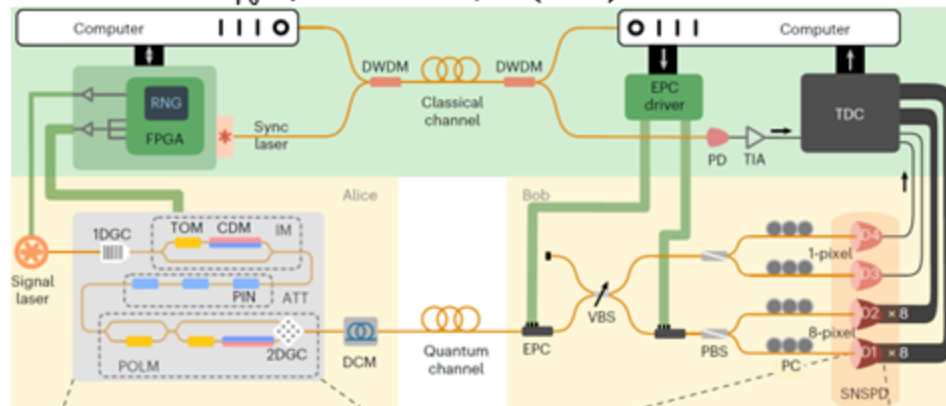 Computer
Computer
DWDM
DWDM
EPC
driver
RNG
TDC
Classical
channel
FPGA
Sync
laser
PD
TIA
Alice
Bob
TOM
CDM
IM
1DGC
D4
1-pixel
Signal
laser
D3
PIN
ATT
VBS
D2
× 8
8-pixel
2DGC
EPC
PBS
D1
× 8
POLM
DCM
Quantum
channel
PC
SNSPD